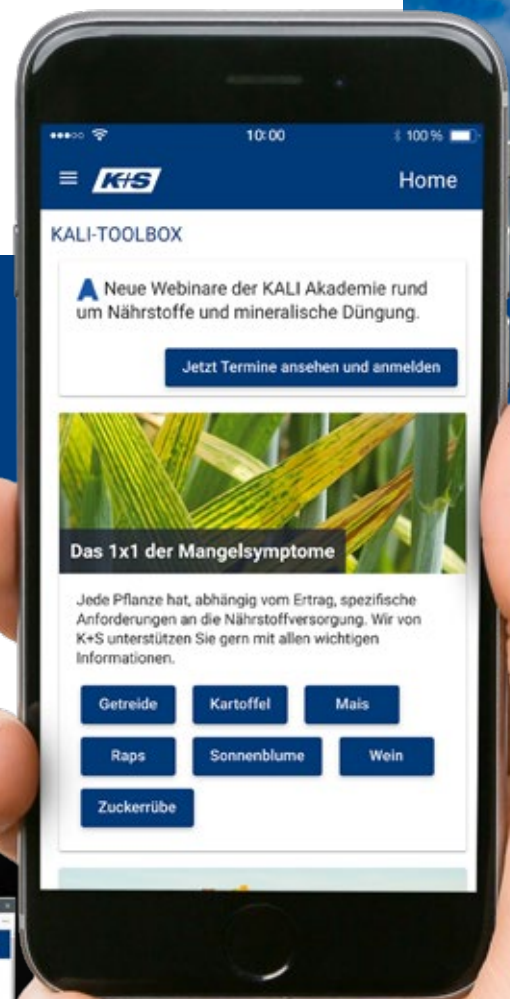 10:00
100 %
K+S
Home
KALI-TOOLBOX
A Neue Webinare der KALI Akademie rund
um Nährstoffe und mineralische Düngung.
Jetzt Termine ansehen und anmelden
Das 1x1 der Mangelsymptome
Jede Pflanze hat, abhängig vom Ertrag, spezifische
Anforderungen an die Nährstoffversorgung. Wir von
K+S unterstützen Sie gern mit allen wichtigen
Informationen.
Getreide
Kartoffel
Mais
Raps
Sonnenblume
Wein
Zuckerrübe